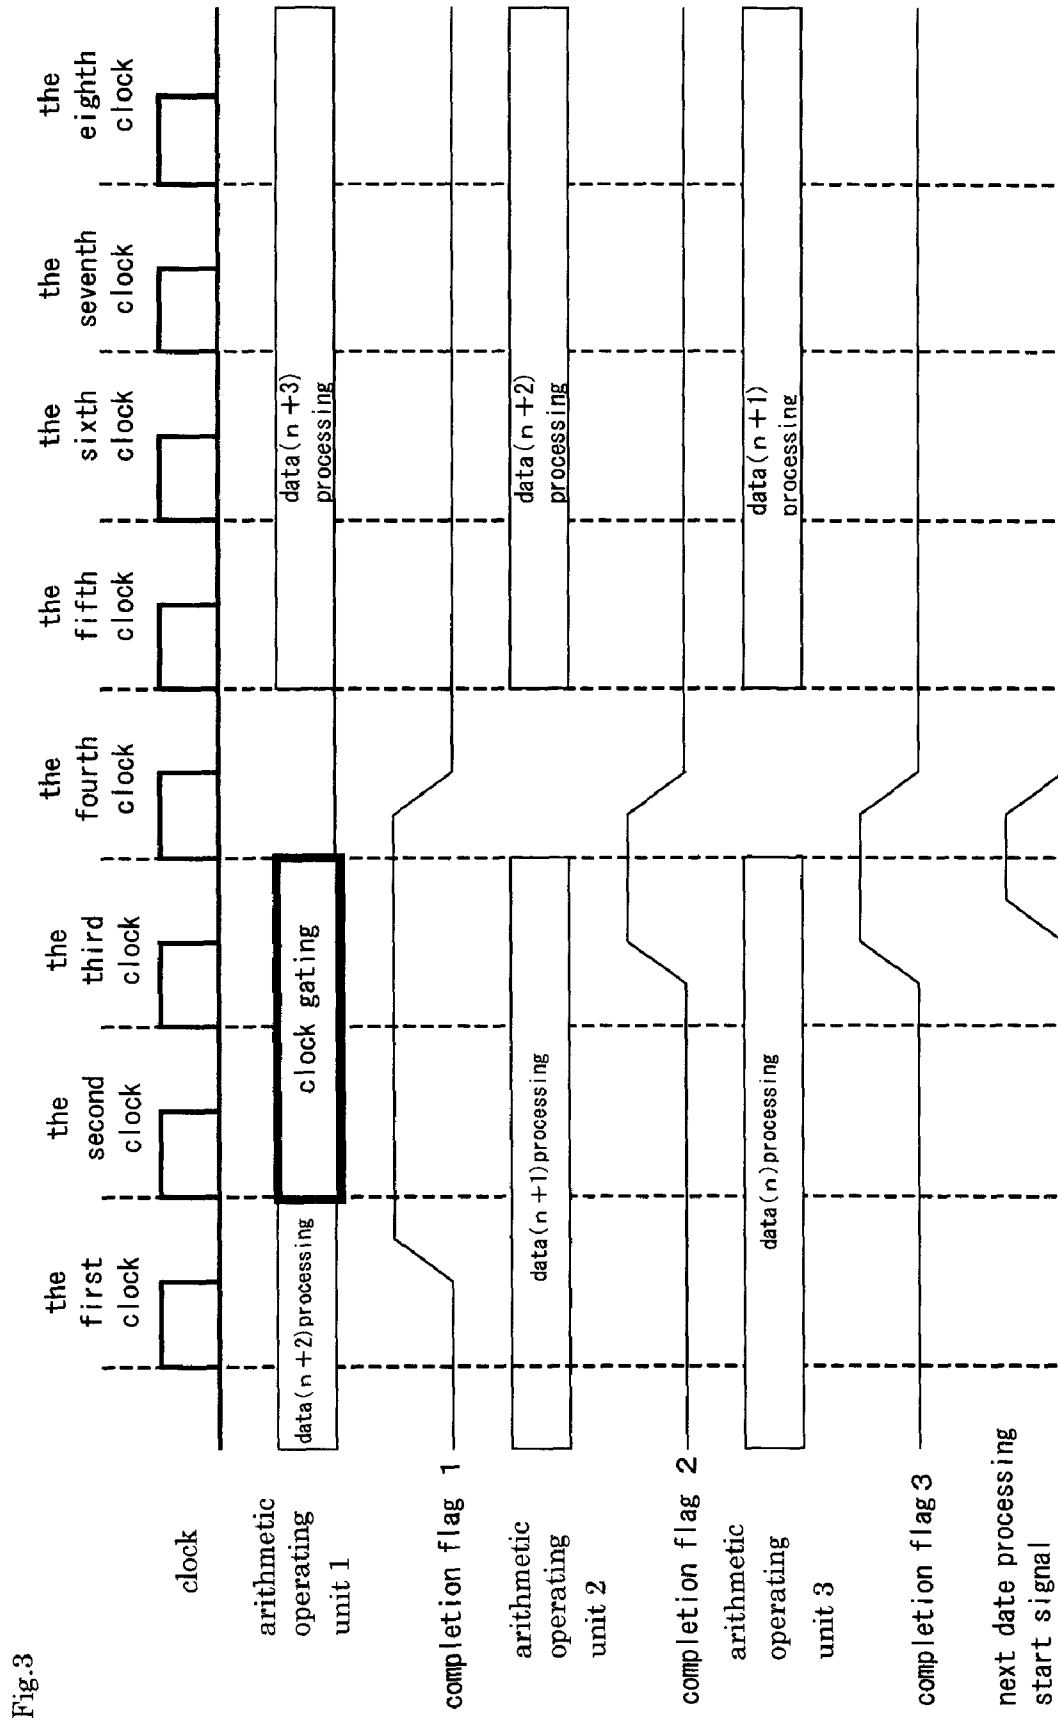 Fig.3
the
first
clock
the
second
clock
the
third
clock
the
fourth
clock
the
fifth
clock
the
sixth
clock
the
seventh
clock
the
eighth
clock
clock
arithmetic
operating
unit 1
data(n+2)processing
clock gating
data(n+3)
processing
completion flag 1
arithmetic
operating
unit 2
data(n+1)processing
data(n+2)
processing
completion flag 2
arithmetic
operating
unit 3
data(n)processing
data(n+1)
processing
completion flag 3
next date processing
start signal